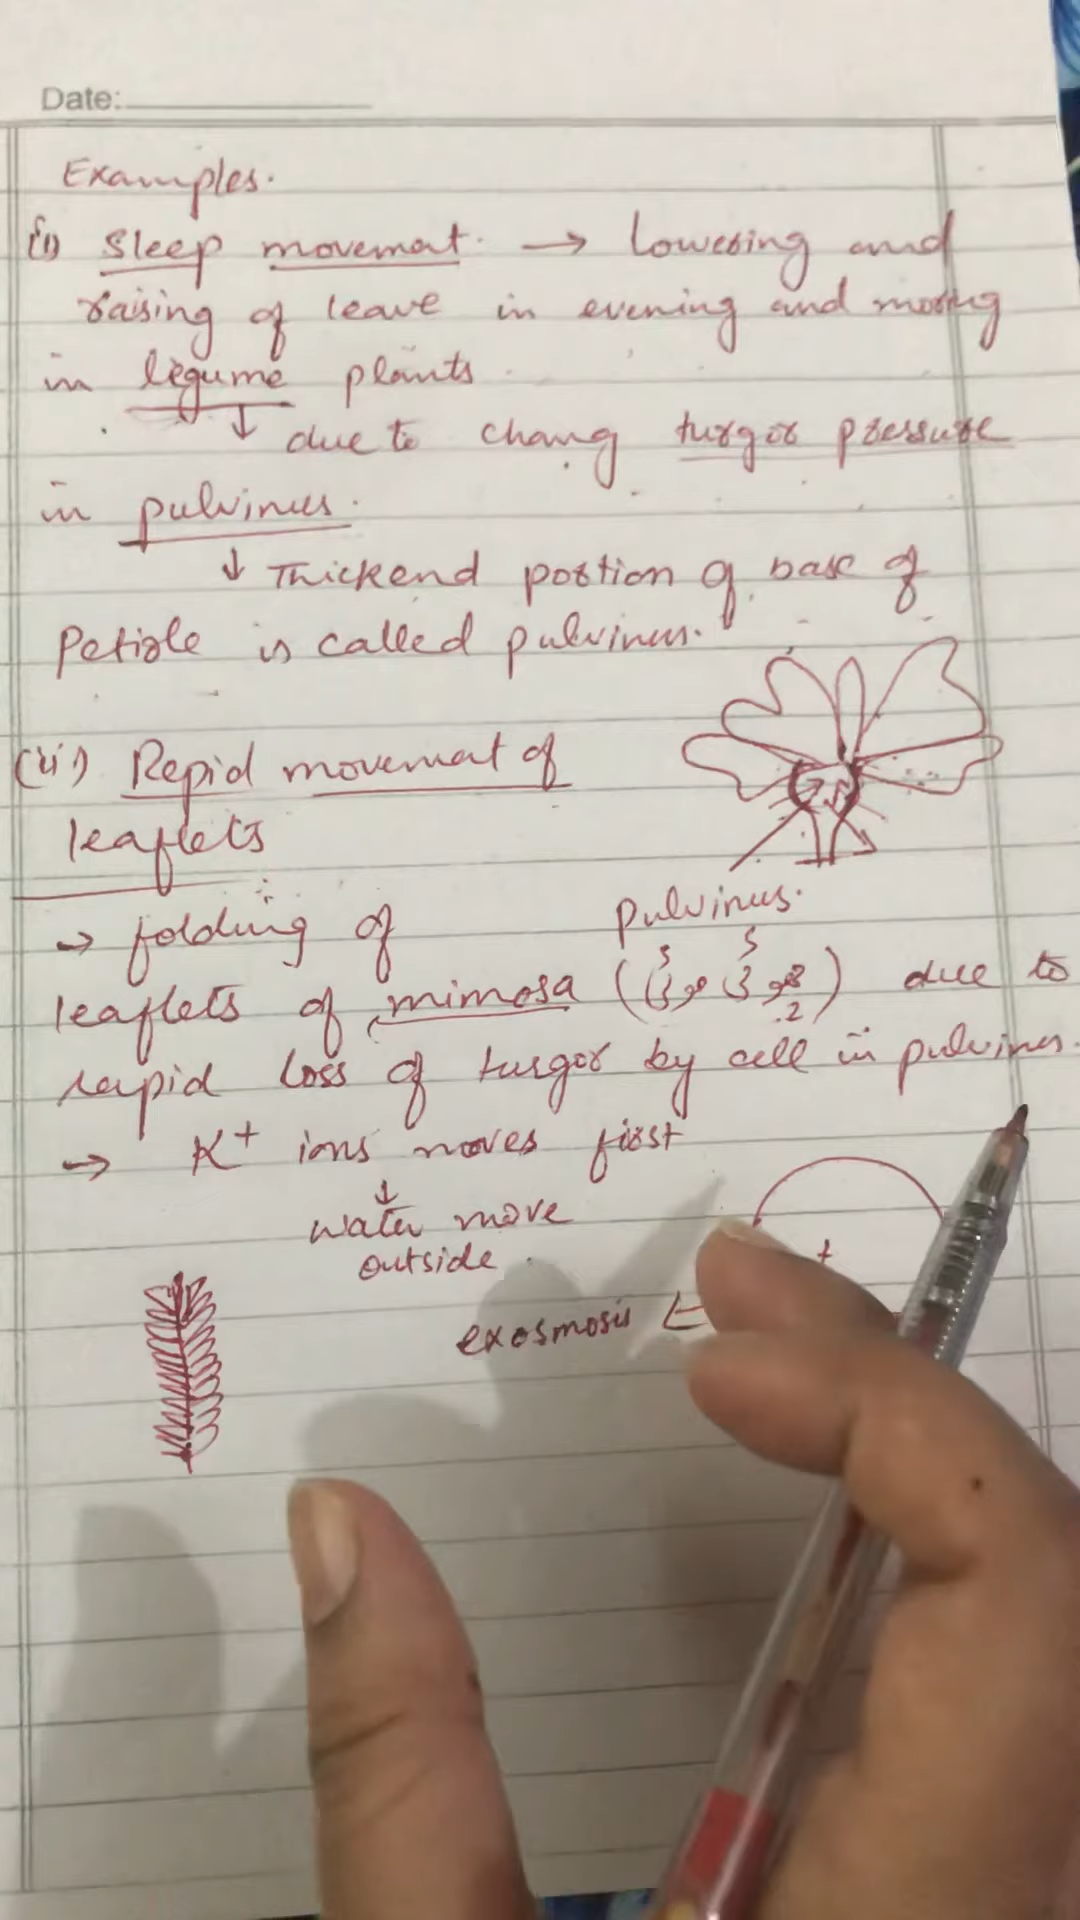 Date:
Examples.
(i) Sleep movemat. → Lowering and
raising of leave in evening and moring
in legume plants
↓ due to chang turgor pressure
in pulvinus.
↓ Thickend portion of base of
Petiole is called pulvinus.
(ii) Repid movemat of
leaflets
→ folding of
pulvinus.
leaflets of mimosa ( ) due to
rapid loss of turgor by cell in pulvinus.
→ K+ ions moves first
↓
water move
outside.
+
exosmosis ←